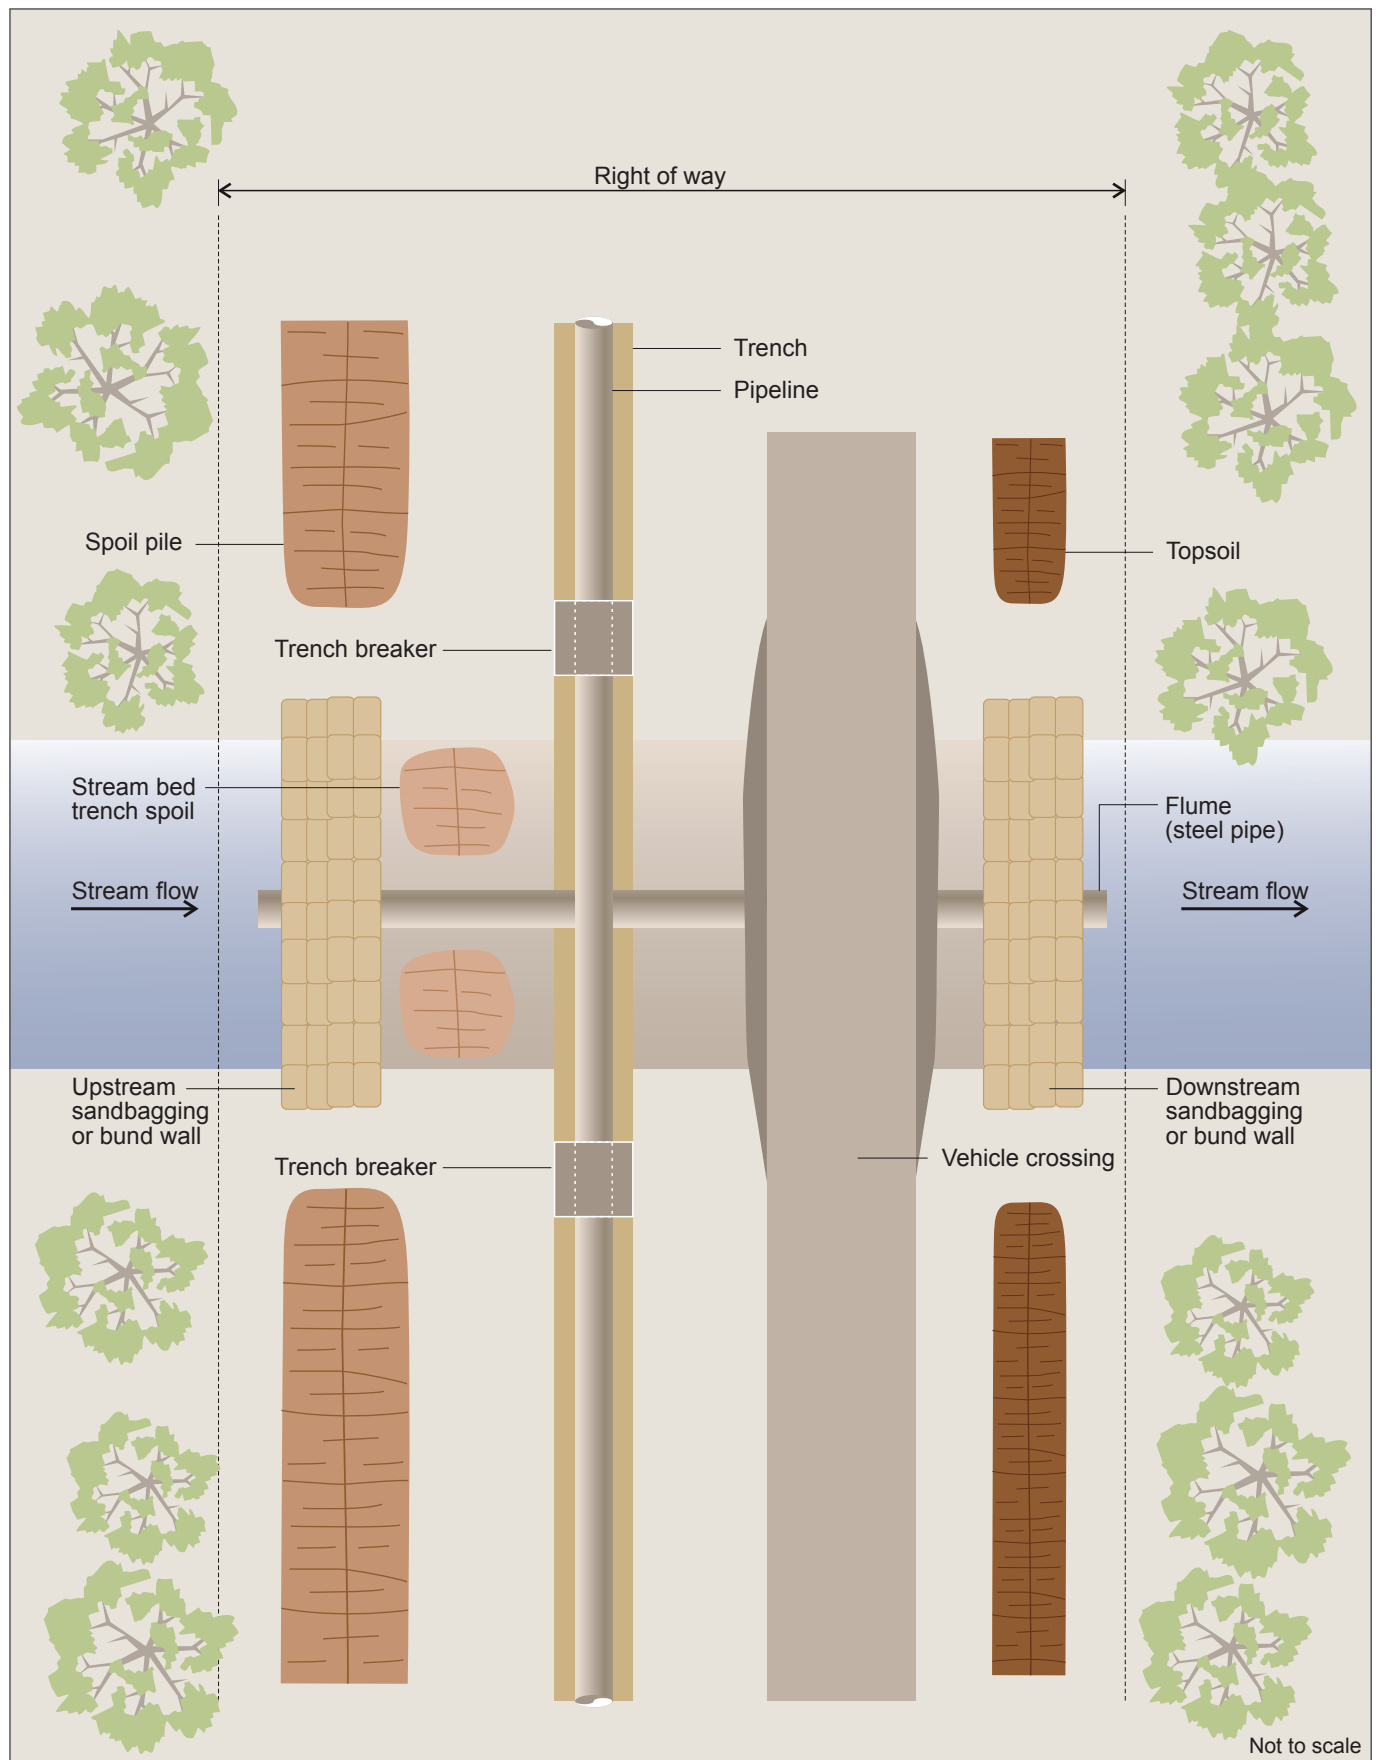 Right of way
Trench
Pipeline
Spoil pile
Topsoil
Trench breaker
Stream bed
trench spoil
Flume
(steel pipe)
Stream flow
Stream flow
Upstream
sandbagging
or bund wall
Downstream
sandbagging
or bund wall
Trench breaker
Vehicle crossing
Not to scale